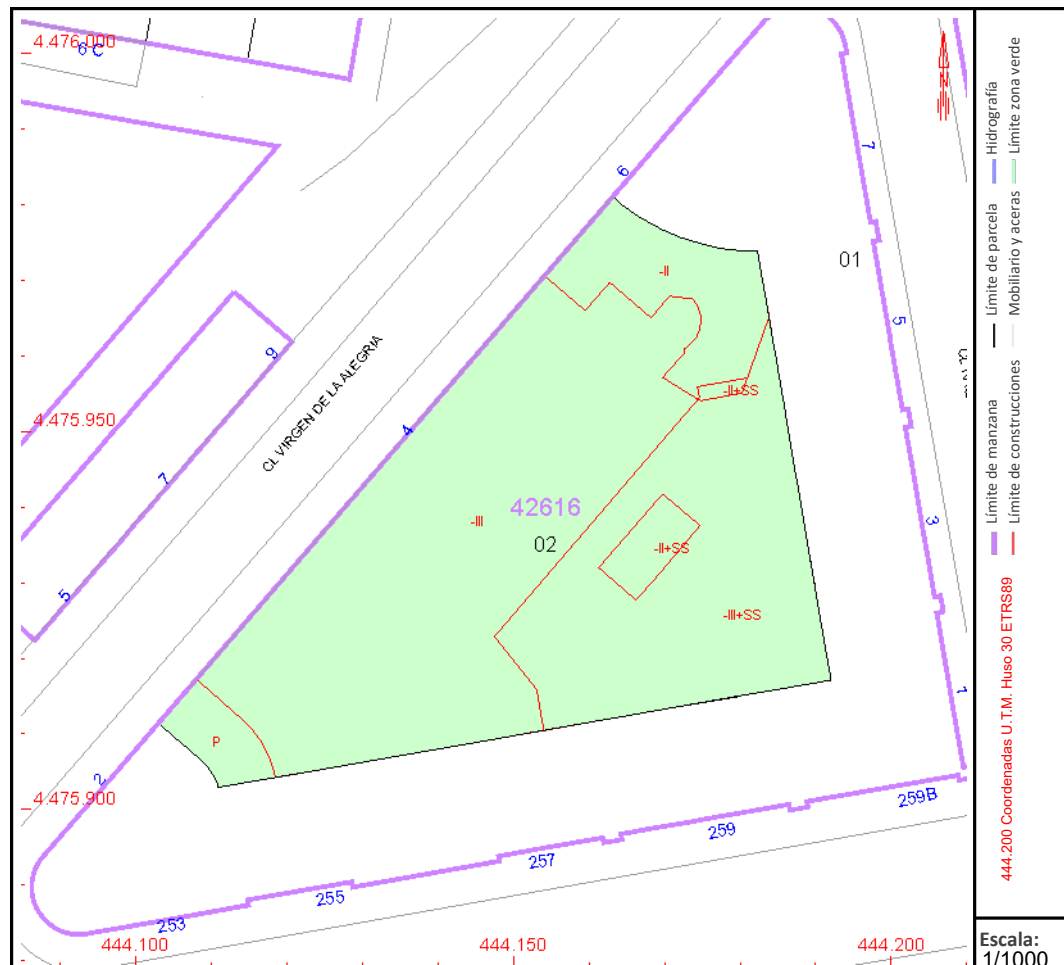 4.476.000
6 C
7
6
01
-II
5
9
CL VIRGEN DE LA ALEGRIA
-II+SS
4.475.950
4
7
42616
-III
3
02
-II+SS
5
-III+SS
1
P
2
4.475.900
259B
259
257
255
253
444.100
444.150
444.200
N
Límite de manzana
Límite de parcela
Hidrografía
Límite de construcciones
Mobiliario y aceras
Límite zona verde
444.200 Coordenadas U.T.M. Huso 30 ETRS89
Escala:
1/1000